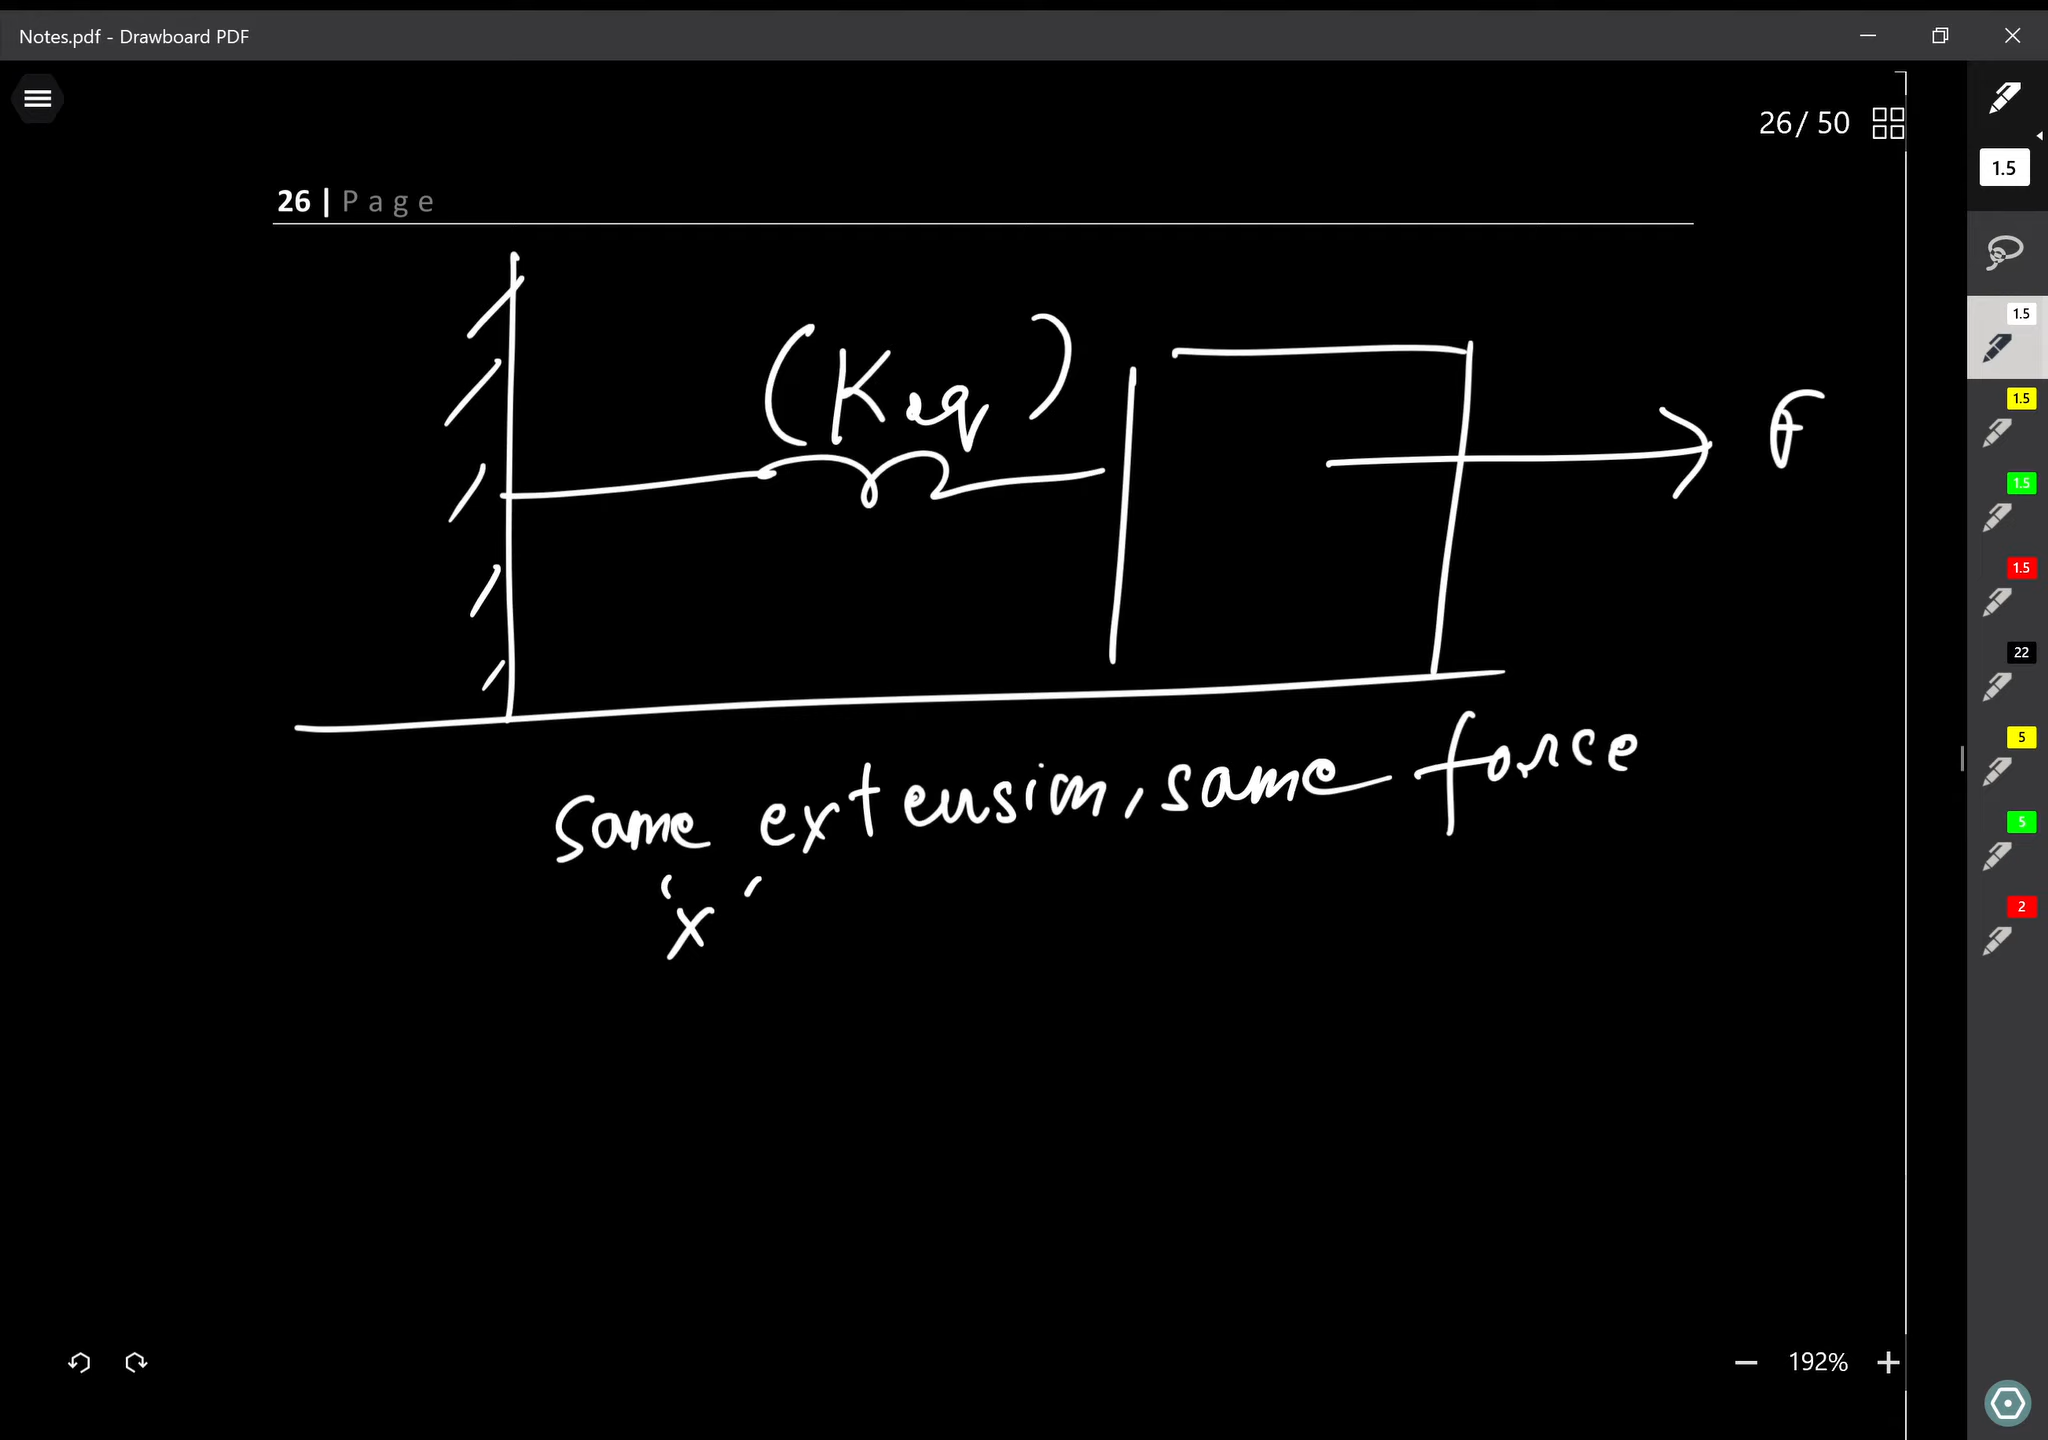 Notes.pdf - Drawboard PDF
26 / 50
26 | Page
1.5
(Keq)
F
1.5
1.5
1.5
1.5
22
5
5
2
same extension, same force
'x'
192%